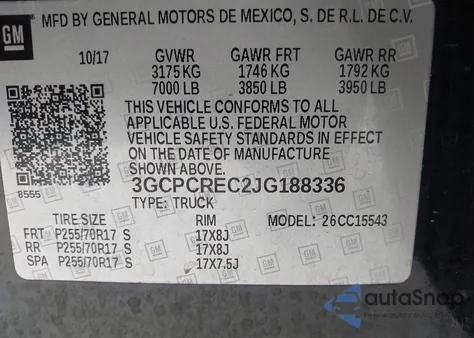 GM
MFD BY GENERAL MOTORS DE MEXICO, S. DE R.L. DE C.V.
10/17 GVWR GAWR FRT GAWR RR
3175 KG 1746 KG 1792 KG
7000 LB 3850 LB 3950 LB
THIS VEHICLE CONFORMS TO ALL
APPLICABLE U.S. FEDERAL MOTOR
VEHICLE SAFETY STANDARDS IN EFFECT
ON THE DATE OF MANUFACTURE
SHOWN ABOVE.
8555
3GCPCREC2JG188336
TYPE: TRUCK
TIRE SIZE RIM MODEL: 26CC15543
FRT P255/70R17 S 17X8J
RR P255/70R17 S 17X8J
SPA P255/70R17 S 17X7.5J
autaSnap